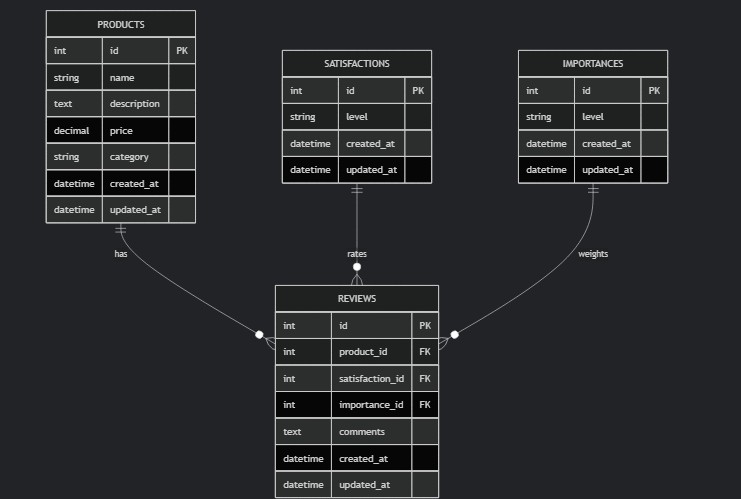 PRODUCTS
int id PK
string name
text description
decimal price
string category
datetime created_at
datetime updated_at
SATISFACTIONS
int id PK
string level
datetime created_at
datetime updated_at
IMPORTANCES
int id PK
string level
datetime created_at
datetime updated_at
has
rates
weights
REVIEWS
int id PK
int product_id FK
int satisfaction_id FK
int importance_id FK
text comments
datetime created_at
datetime updated_at